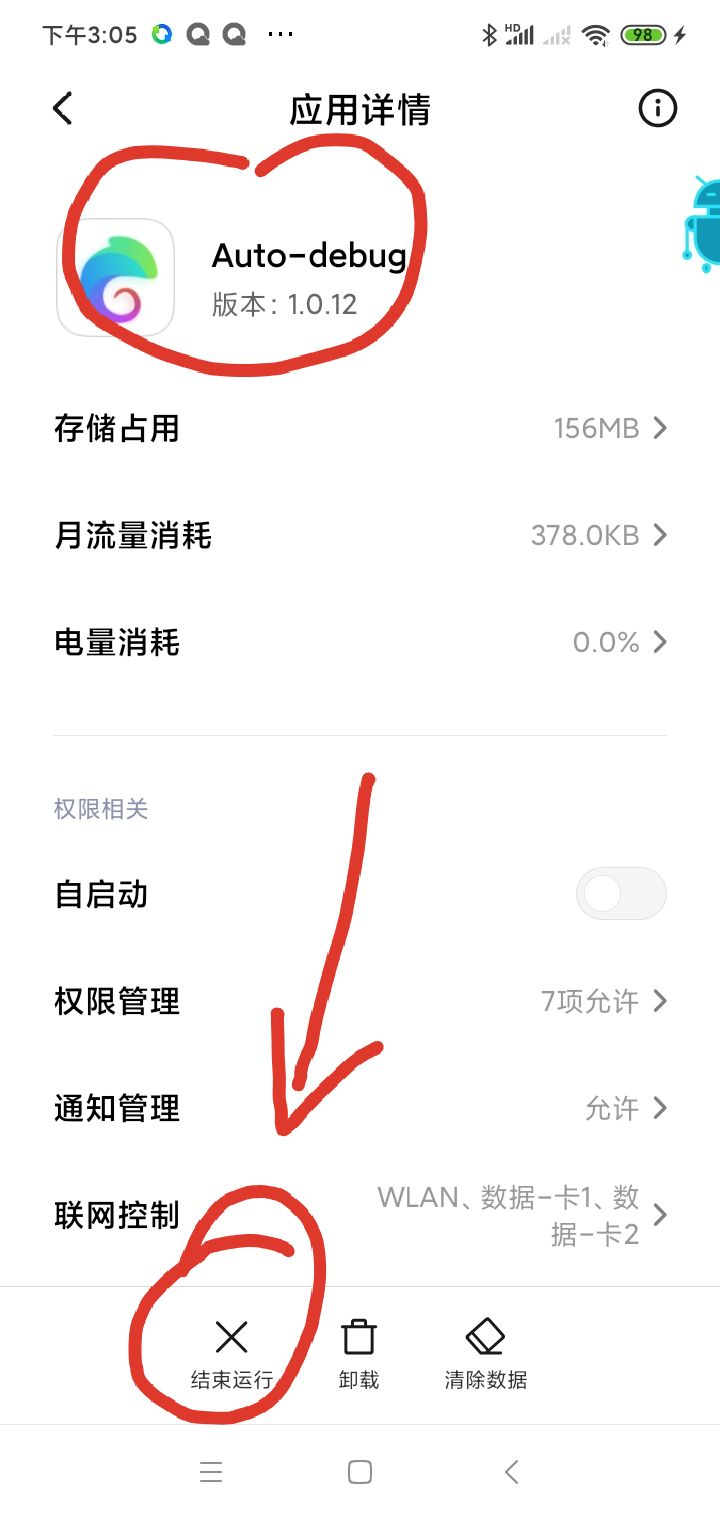 下午3:05 ... HD 98
应用详情
Auto-debug
版本：1.0.12
存储占用 156MB
月流量消耗 378.0KB
电量消耗 0.0%
权限相关
自启动
权限管理 7项允许
通知管理 允许
联网控制 WLAN、数据-卡1、数
据-卡2
结束运行 卸载 清除数据